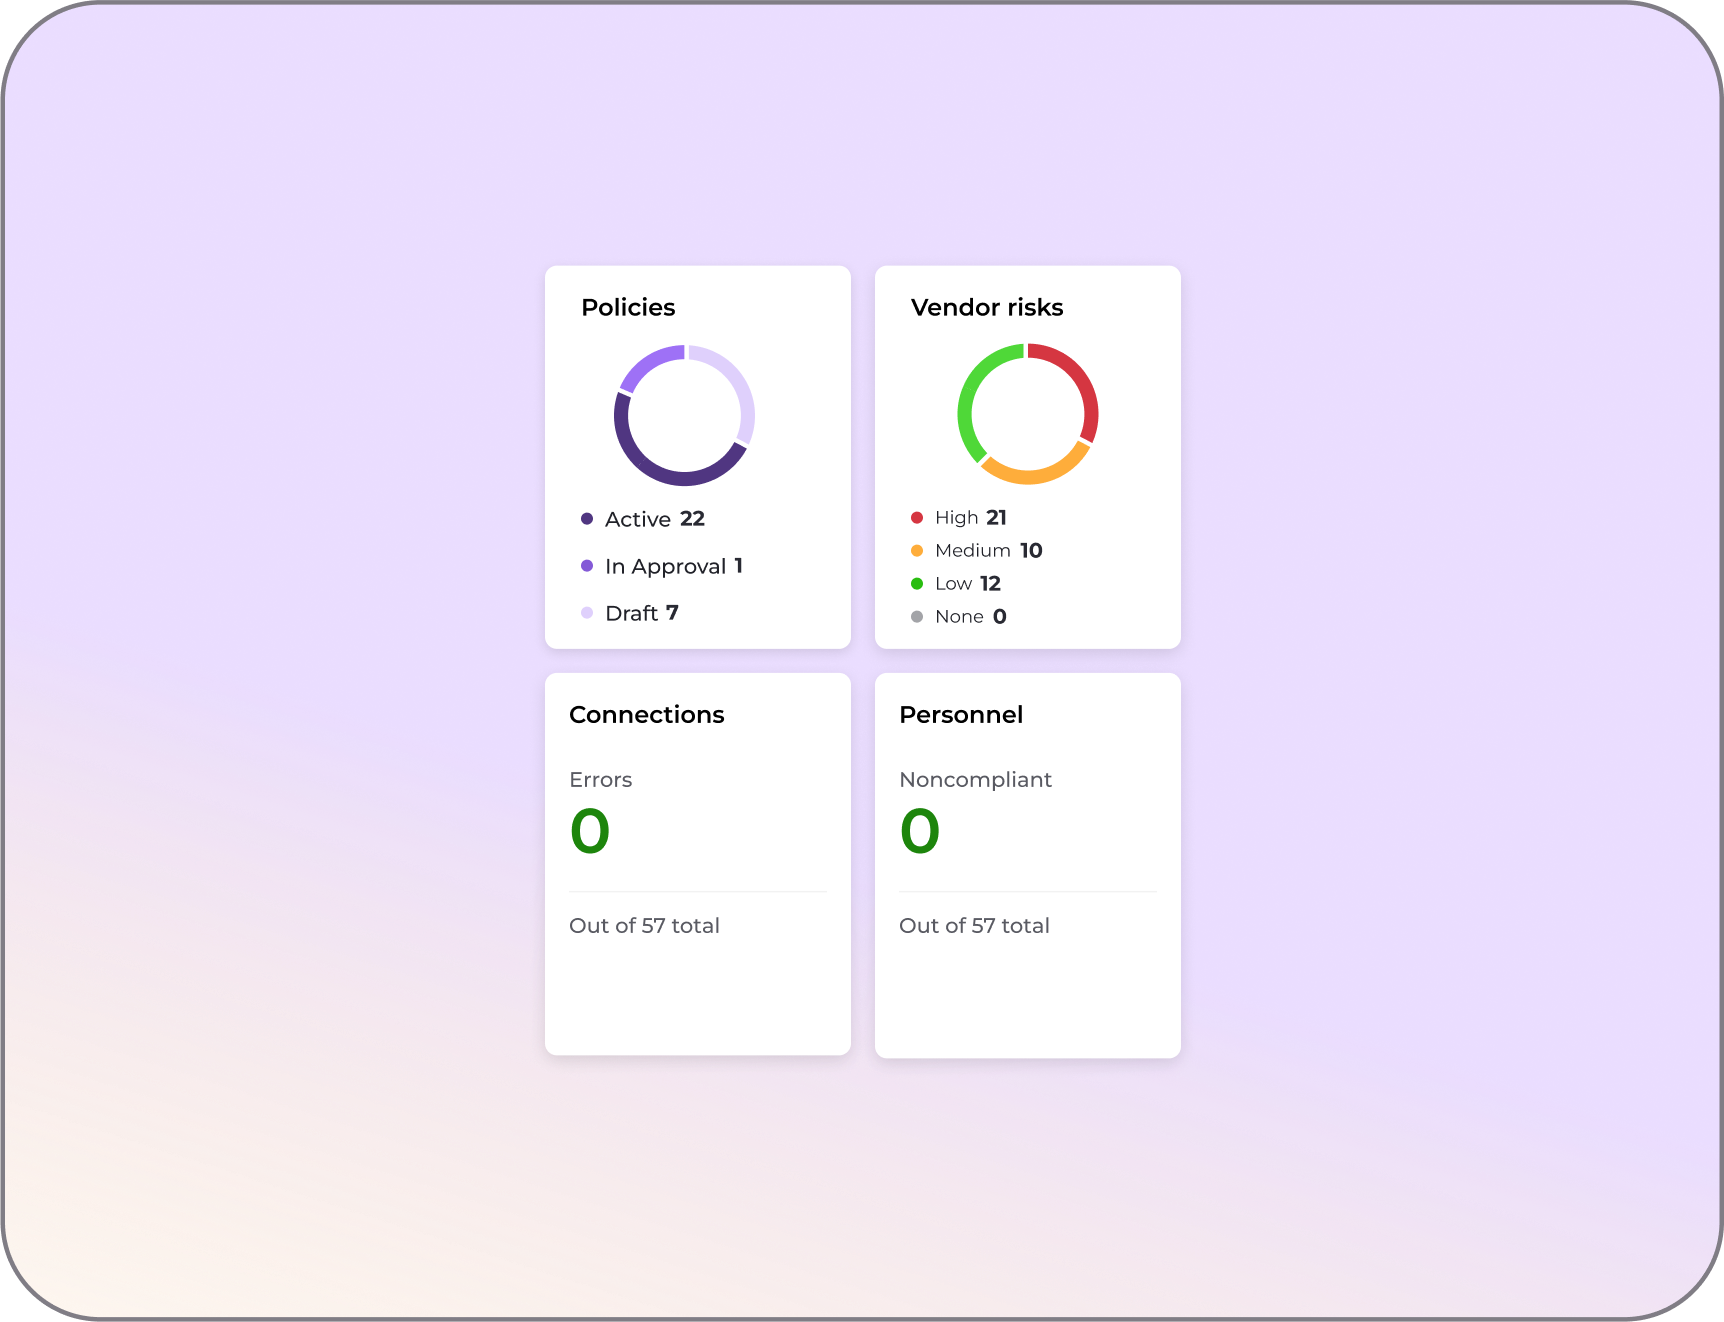 Policies
Active 22
In Approval 1
Draft 7
Vendor risks
High 21
Medium 10
Low 12
None 0
Connections
Errors
0
Out of 57 total
Personnel
Noncompliant
0
Out of 57 total